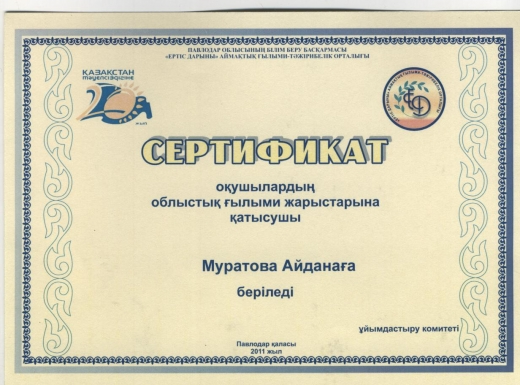 ПАВЛОДАР ОБЛЫСЫНЫҢ БІЛІМ БЕРУ БАСҚАРМАСЫ
«ЕРТІС ДАРЫНЫ» АЙМАҚТЫҚ ҒЫЛЫМИ-ТӘЖІРИБЕЛІК ОРТАЛЫҒЫ
ҚАЗАҚСТАН
ТӘУЕЛСІЗДІГІНЕ
20
ЖЫЛ
СЕРТИФИКАТ
оқушылардың
облыстық ғылыми жарыстарына
қатысушы
Муратова Айданаға
беріледі
ұйымдастыру комитеті
Павлодар қаласы
2011 жыл